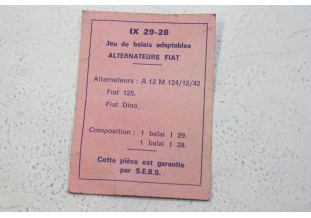 IX 29-28
Jeu de balais adaptables
ALTERNATEURS FIAT
Alternateurs : A 12 M 124/12/42
Fiat 125.
Fiat Dino.
Composition : 1 balai I 29.
1 balai I 28.
Cette pièce est garantie
par S.E.B.S.